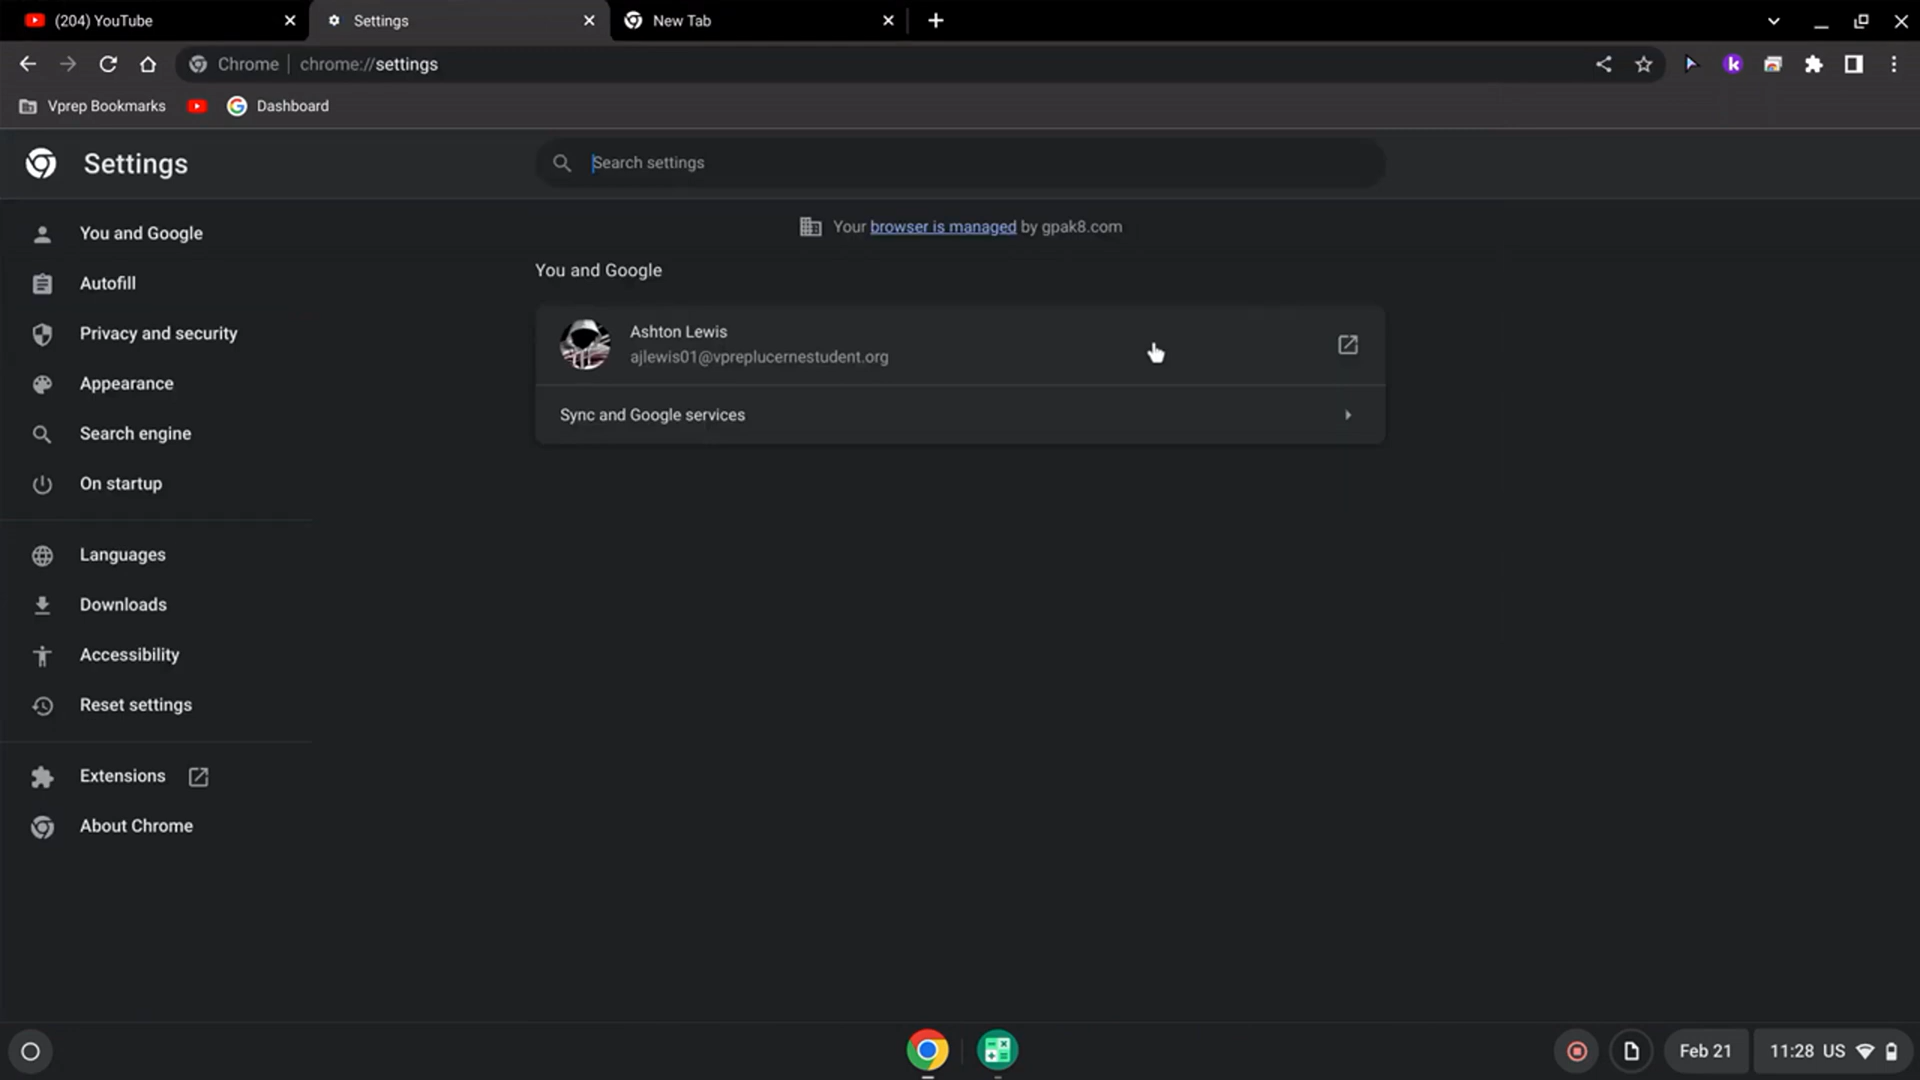 (204) YouTube
Settings
New Tab
Chrome | chrome://settings
k
Vprep Bookmarks
Dashboard
Settings
Search settings
Your browser is managed by gpak8.com
You and Google
Autofill
Privacy and security
Appearance
Search engine
On startup
Languages
Downloads
Accessibility
Reset settings
Extensions
About Chrome
You and Google
Ashton Lewis
ajlewis01@vpreplucernestudent.org
Sync and Google services
Feb 21
11:28 US